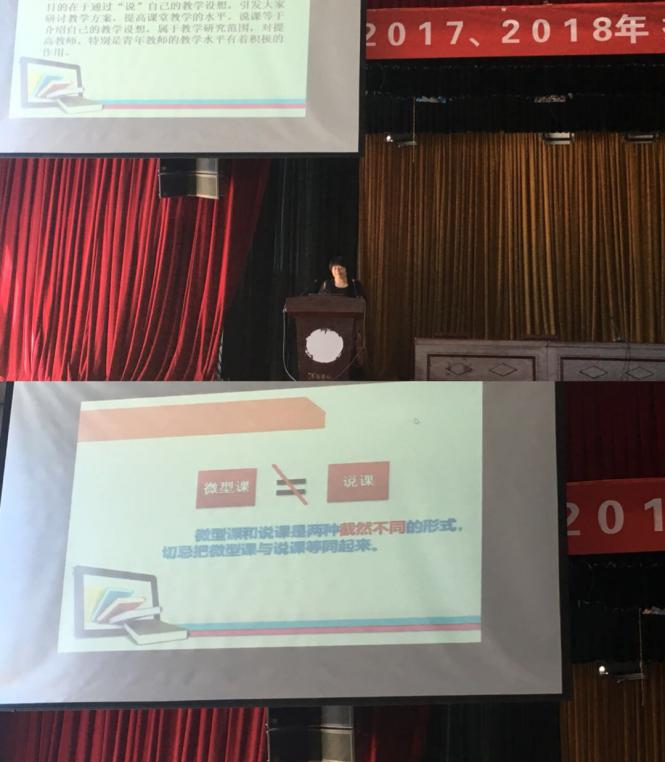 目的在于通过“说”自己的教学设想，引发大家
研讨教学方案，提高课堂教学的水平。说课等于
介绍自己的教学设想，属于教学研究范围，对提
高教师，特别是青年教师的教学水平有着积极的
作用。
2017、2018年
微型课
=
说课
微型课和说课是两种截然不同的形式，
切忌把微型课与说课等同起来。
201